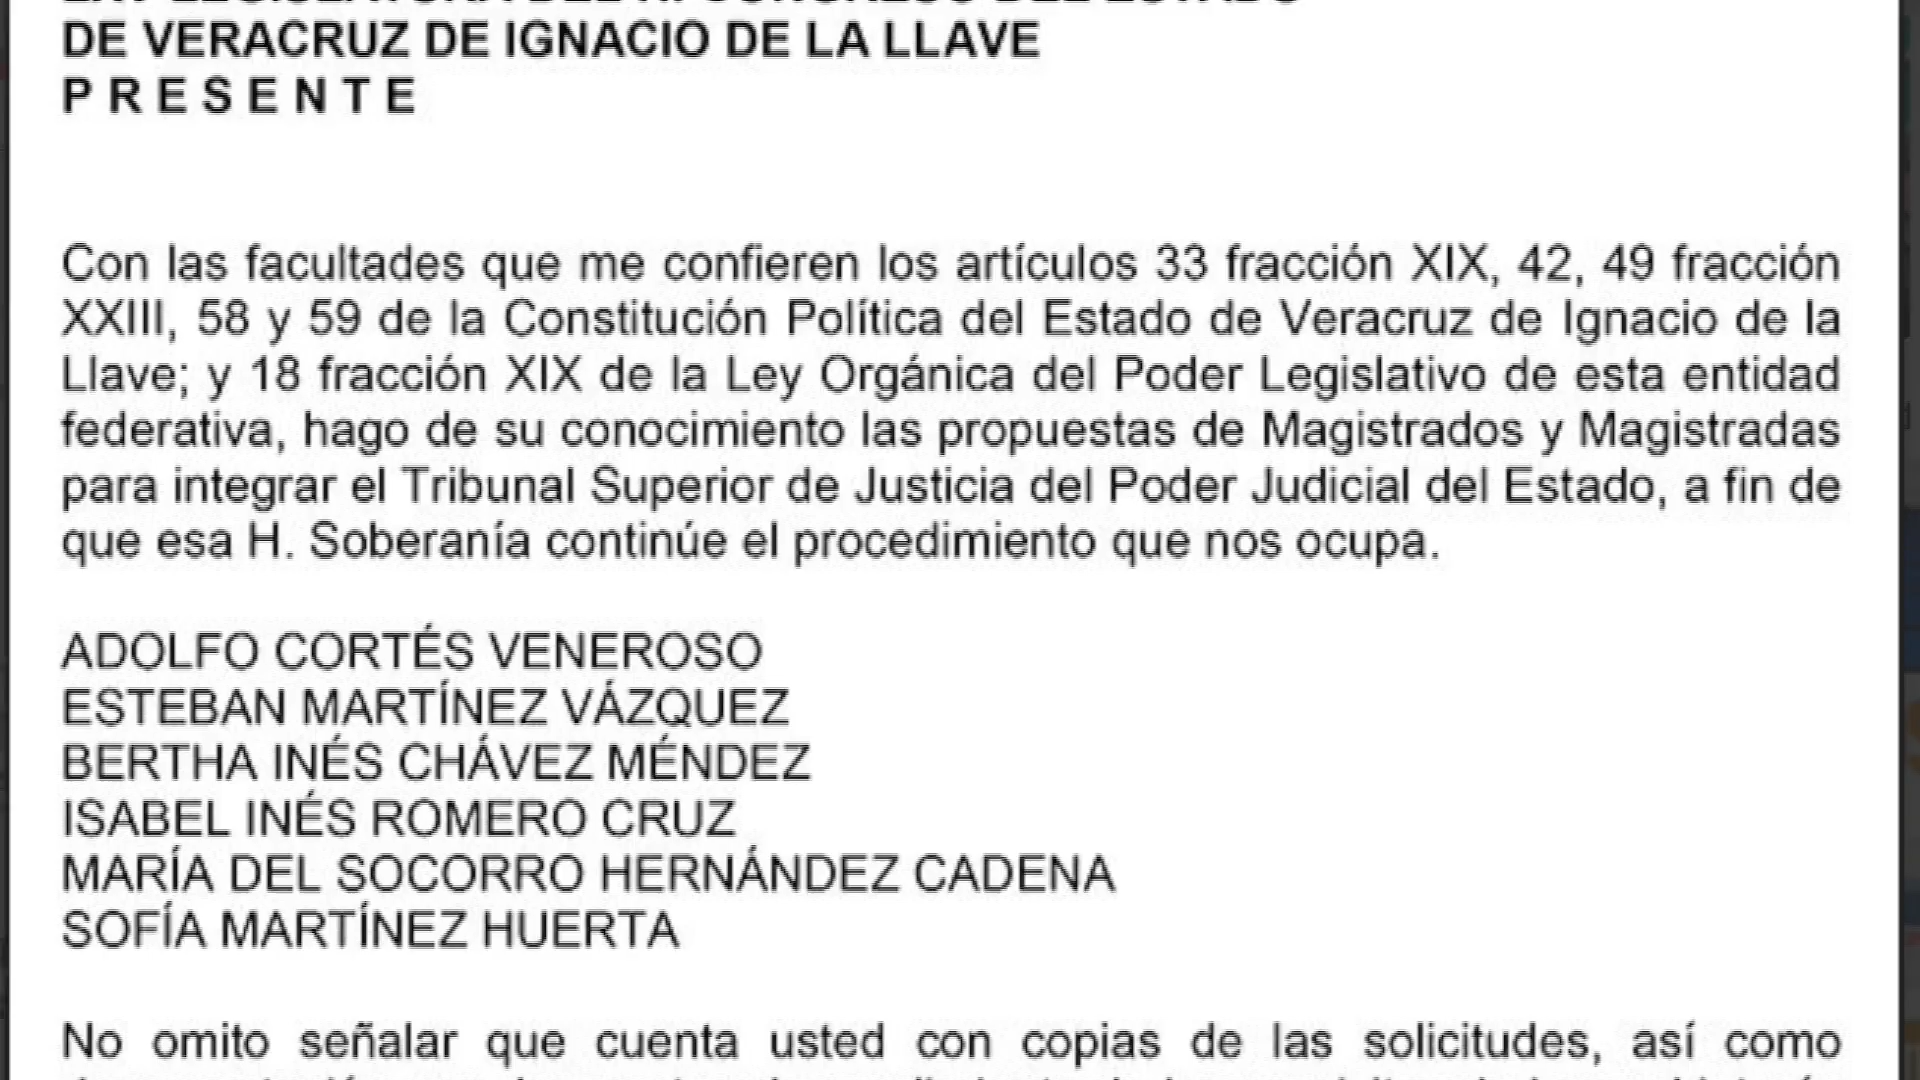 DE VERACRUZ DE IGNACIO DE LA LLAVE
P R E S E N T E
Con las facultades que me confieren los artículos 33 fracción XIX, 42, 49 fracción
XXIII, 58 y 59 de la Constitución Política del Estado de Veracruz de Ignacio de la
Llave; y 18 fracción XIX de la Ley Orgánica del Poder Legislativo de esta entidad
federativa, hago de su conocimiento las propuestas de Magistrados y Magistradas
para integrar el Tribunal Superior de Justicia del Poder Judicial del Estado, a fin de
que esa H. Soberanía continúe el procedimiento que nos ocupa.
ADOLFO CORTÉS VENEROSO
ESTEBAN MARTÍNEZ VÁZQUEZ
BERTHA INÉS CHÁVEZ MÉNDEZ
ISABEL INÉS ROMERO CRUZ
MARÍA DEL SOCORRO HERNÁNDEZ CADENA
SOFÍA MARTÍNEZ HUERTA
No omito señalar que cuenta usted con copias de las solicitudes, así como